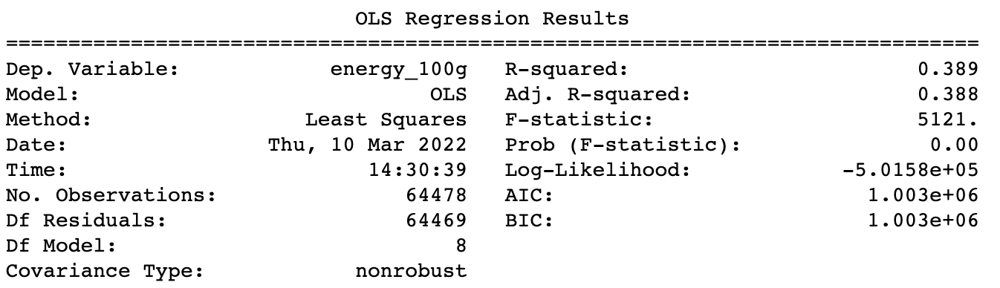 OLS Regression Results
==============================================================================
Dep. Variable: energy_100g R-squared: 0.389
Model: OLS Adj. R-squared: 0.388
Method: Least Squares F-statistic: 5121.
Date: Thu, 10 Mar 2022 Prob (F-statistic): 0.00
Time: 14:30:39 Log-Likelihood: -5.0158e+05
No. Observations: 64478 AIC: 1.003e+06
Df Residuals: 64469 BIC: 1.003e+06
Df Model: 8
Covariance Type: nonrobust